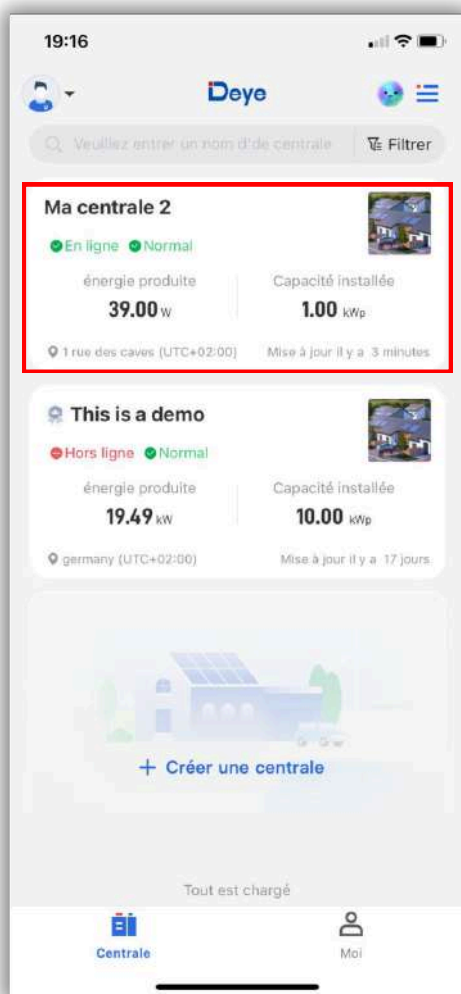 19:16
Deye
Veuillez entrer un nom d'de centrale
Filtrer
Ma centrale 2
En ligne Normal
énergie produite Capacité installée
39.00 W 1.00 kWp
1 rue des caves (UTC+02:00) Mise à jour il y a 3 minutes
This is a demo
Hors ligne Normal
énergie produite Capacité installée
19.49 kW 10.00 kWp
germany (UTC+02:00) Mise à jour il y a 17 jours
+ Créer une centrale
Tout est chargé
Centrale Moi